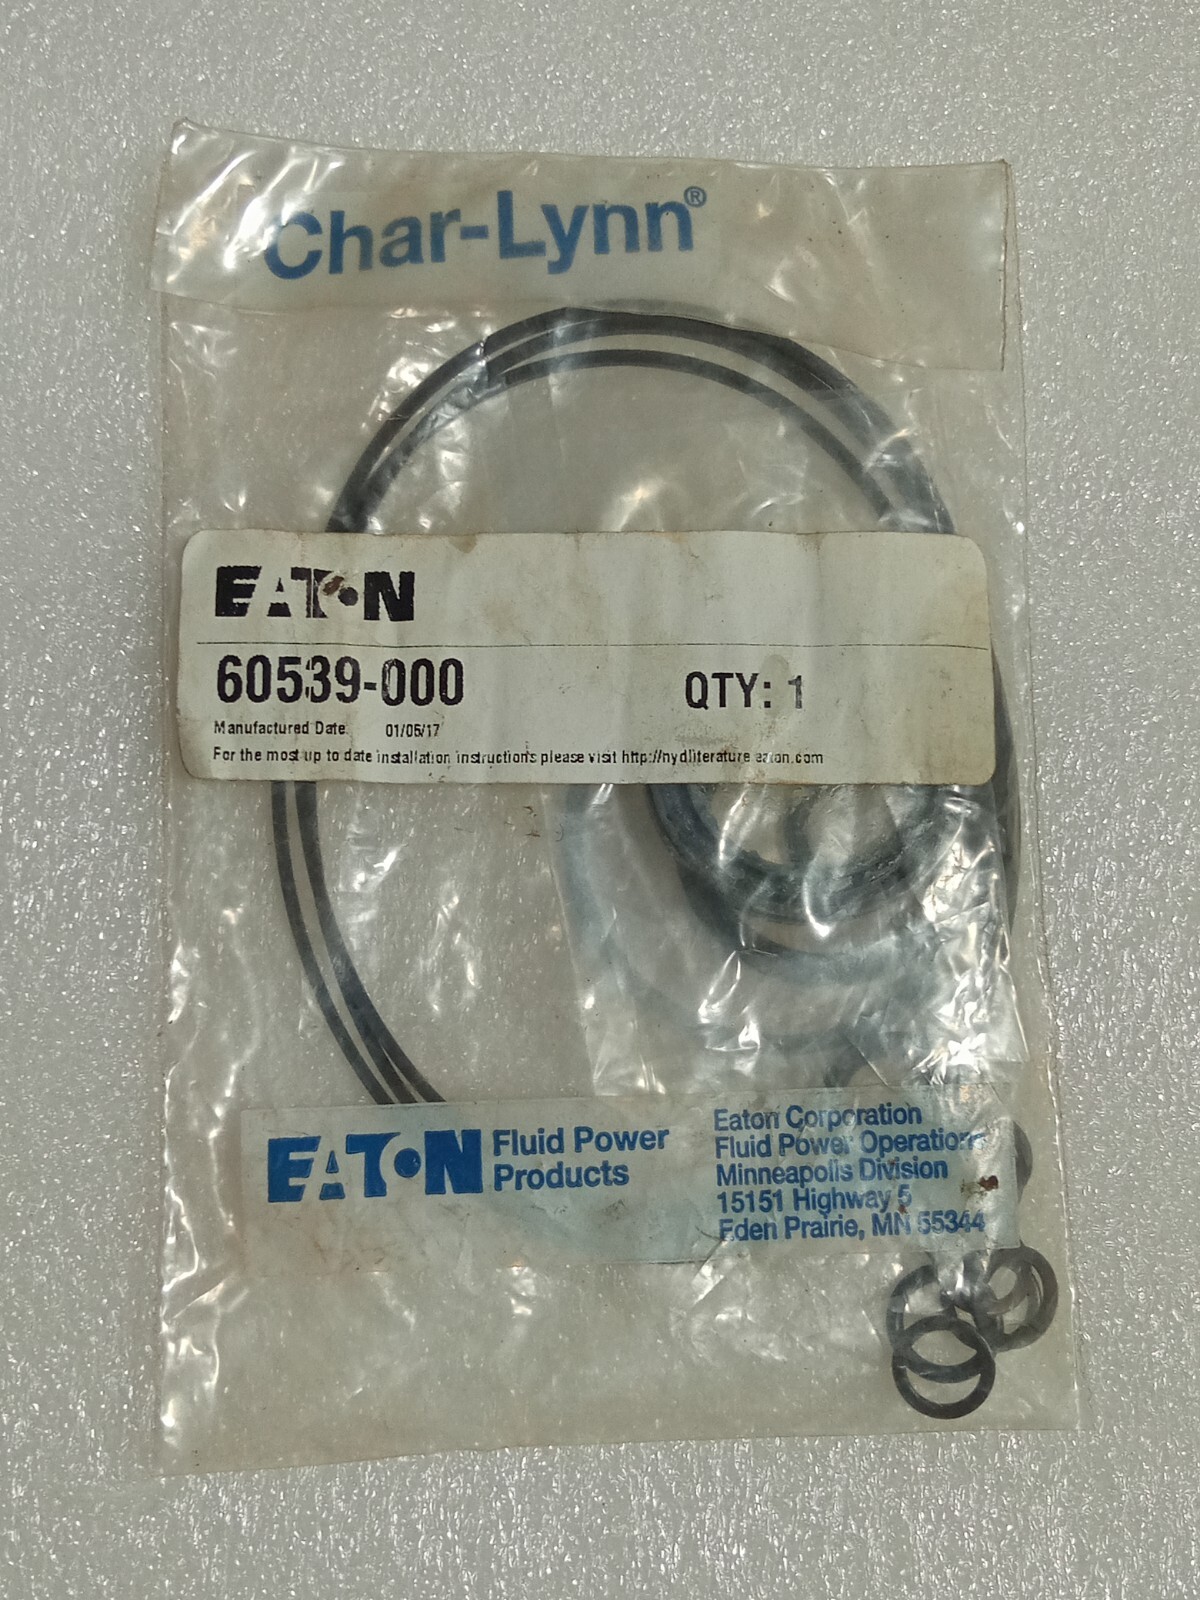 Char-Lynn®
EATON
60539-000
QTY: 1
Manufactured Date: 01/05/17
For the most up to date installation instructions please visit http://hydliterature.eaton.com
EATON
Fluid Power
Products
Eaton Corporation
Fluid Power Operations
Minneapolis Division
15151 Highway 5
Eden Prairie, MN 55344